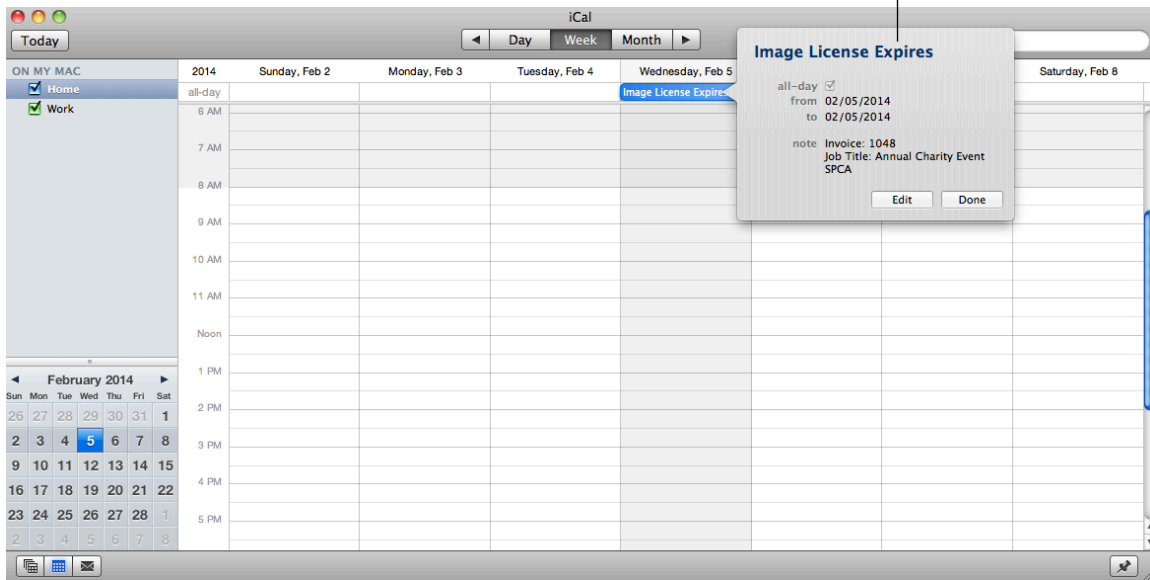 iCal
Today
Day Week Month
ON MY MAC
Home
Work
2014 Sunday, Feb 2 Monday, Feb 3 Tuesday, Feb 4 Wednesday, Feb 5 Saturday, Feb 8
all-day Image License Expires
6 AM
7 AM
8 AM
9 AM
10 AM
11 AM
Noon
1 PM
2 PM
3 PM
4 PM
5 PM
Image License Expires
all-day
from 02/05/2014
to 02/05/2014
note Invoice: 1048
Job Title: Annual Charity Event
SPCA
Edit Done
February 2014
Sun Mon Tue Wed Thu Fri Sat
26 27 28 29 30 31 1
2 3 4 5 6 7 8
9 10 11 12 13 14 15
16 17 18 19 20 21 22
23 24 25 26 27 28 1
2 3 4 5 6 7 8